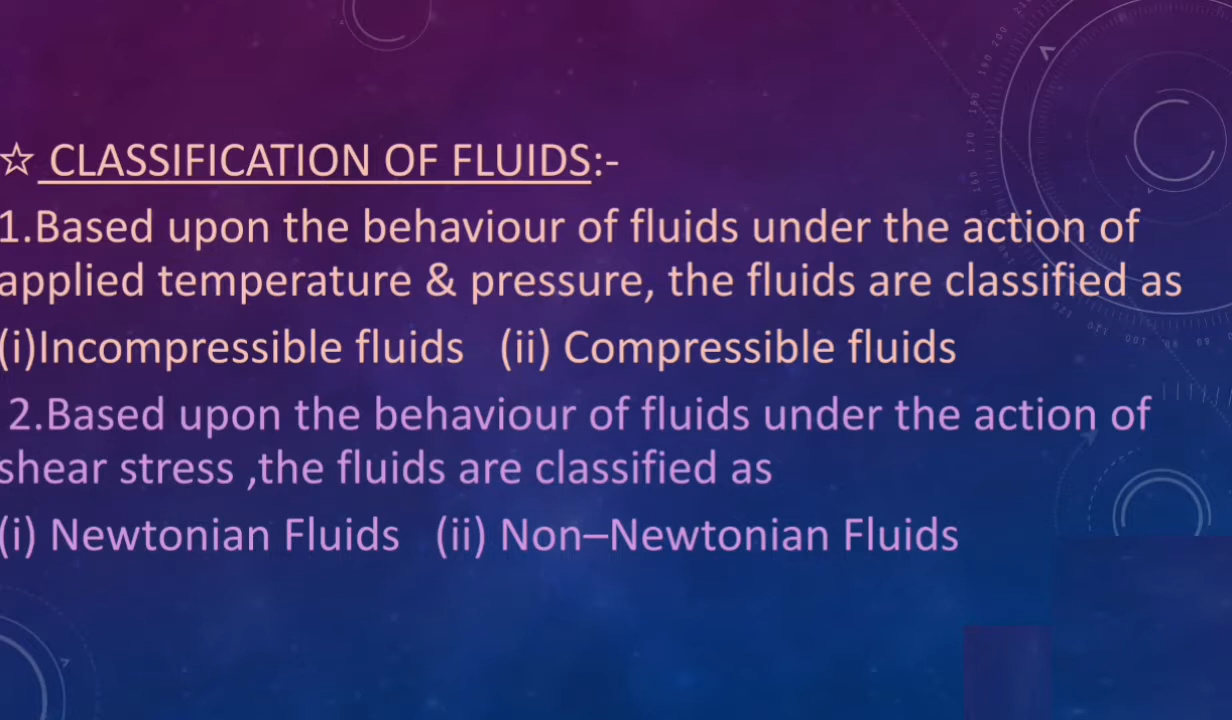 ☆ CLASSIFICATION OF FLUIDS:-
1.Based upon the behaviour of fluids under the action of
applied temperature & pressure, the fluids are classified as
(i)Incompressible fluids (ii) Compressible fluids
2.Based upon the behaviour of fluids under the action of
shear stress ,the fluids are classified as
(i) Newtonian Fluids (ii) Non–Newtonian Fluids